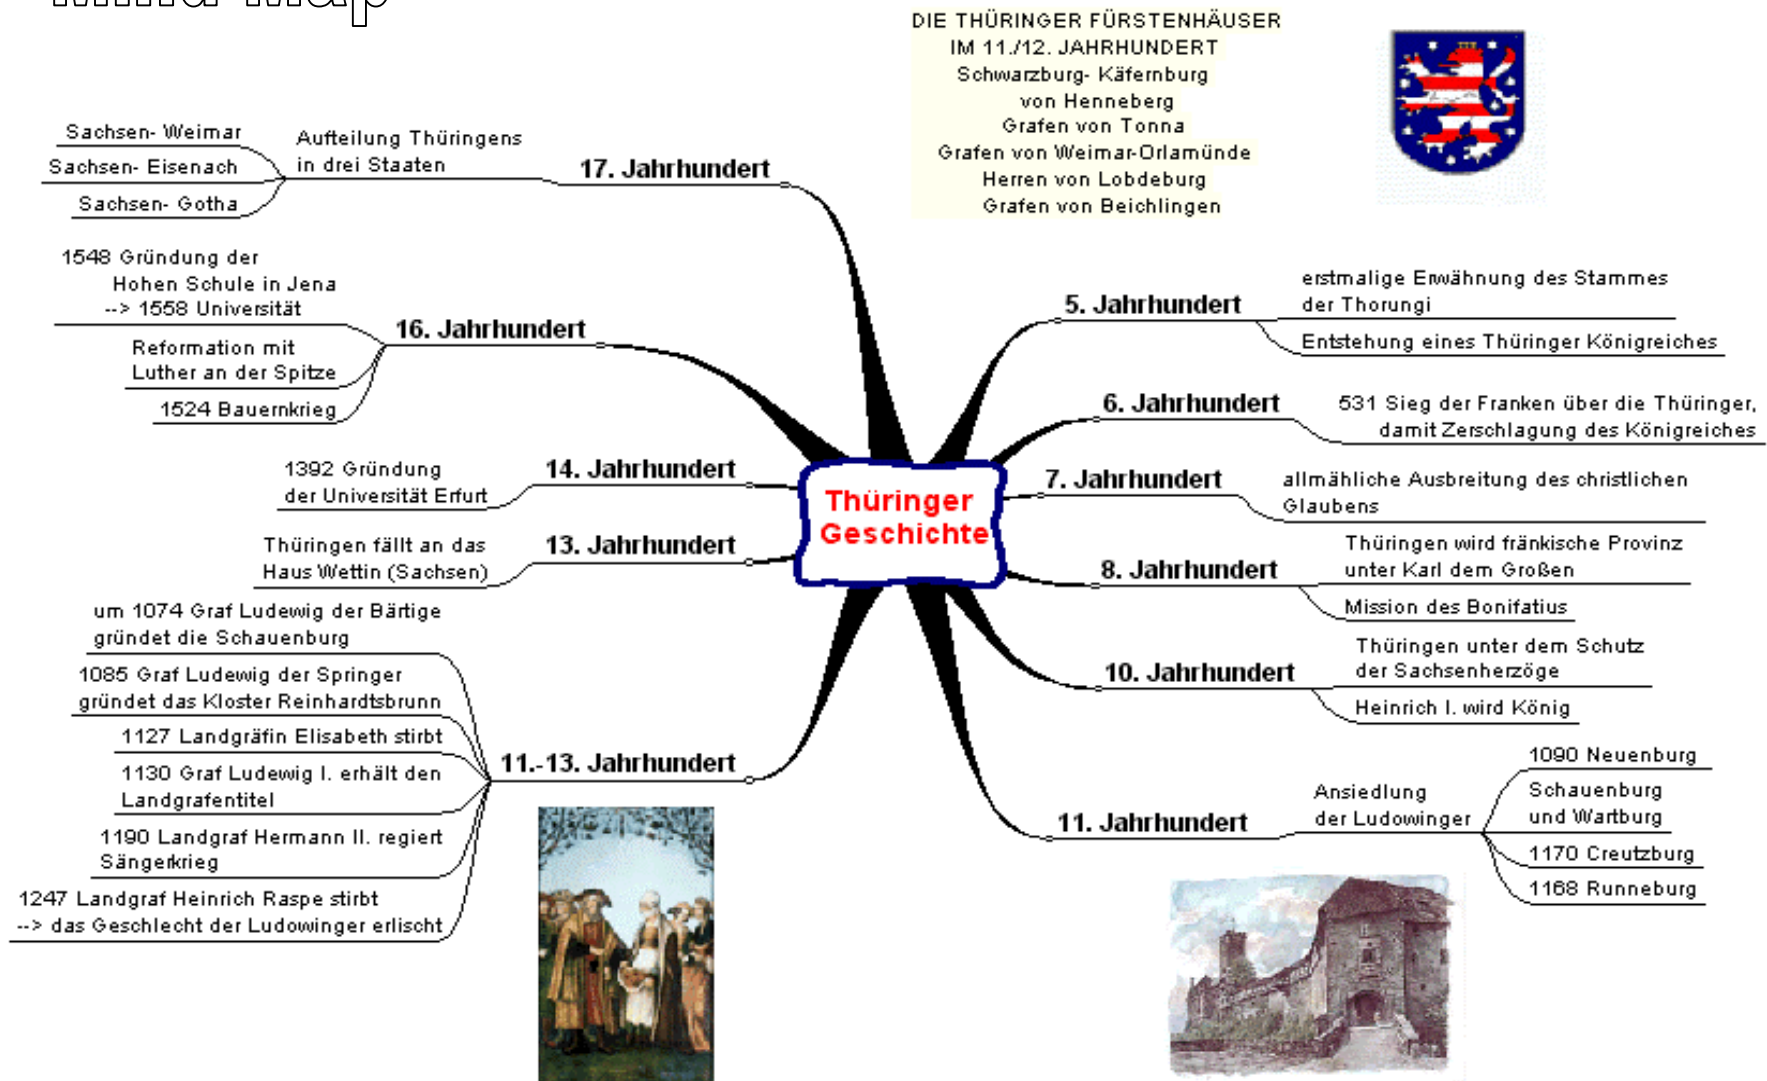 Mind Map
DIE THÜRINGER FÜRSTENHÄUSER
IM 11./12. JAHRHUNDERT
Schwarzburg- Käfernburg
von Henneberg
Grafen von Tonna
Grafen von Weimar-Orlamünde
Herren von Lobdeburg
Grafen von Beichlingen
Thüringer
Geschichte
5. Jahrhundert
erstmalige Erwähnung des Stammes
der Thorungi
Entstehung eines Thüringer Königreiches
6. Jahrhundert
531 Sieg der Franken über die Thüringer,
damit Zerschlagung des Königreiches
7. Jahrhundert
allmähliche Ausbreitung des christlichen
Glaubens
8. Jahrhundert
Thüringen wird fränkische Provinz
unter Karl dem Großen
Mission des Bonifatius
10. Jahrhundert
Thüringen unter dem Schutz
der Sachsenherzöge
Heinrich I. wird König
11. Jahrhundert
Ansiedlung
der Ludowinger
1090 Neuenburg
Schauenburg
und Wartburg
1170 Creutzburg
1168 Runneburg
17. Jahrhundert
Aufteilung Thüringens
in drei Staaten
Sachsen- Weimar
Sachsen- Eisenach
Sachsen- Gotha
16. Jahrhundert
1548 Gründung der
Hohen Schule in Jena
--> 1558 Universität
Reformation mit
Luther an der Spitze
1524 Bauernkrieg
14. Jahrhundert
1392 Gründung
der Universität Erfurt
13. Jahrhundert
Thüringen fällt an das
Haus Wettin (Sachsen)
11.-13. Jahrhundert
um 1074 Graf Ludewig der Bärtige
gründet die Schauenburg
1085 Graf Ludewig der Springer
gründet das Kloster Reinhardtsbrunn
1127 Landgräfin Elisabeth stirbt
1130 Graf Ludewig I. erhält den
Landgrafentitel
1190 Landgraf Hermann II. regiert
Sängerkrieg
1247 Landgraf Heinrich Raspe stirbt
--> das Geschlecht der Ludowinger erlischt